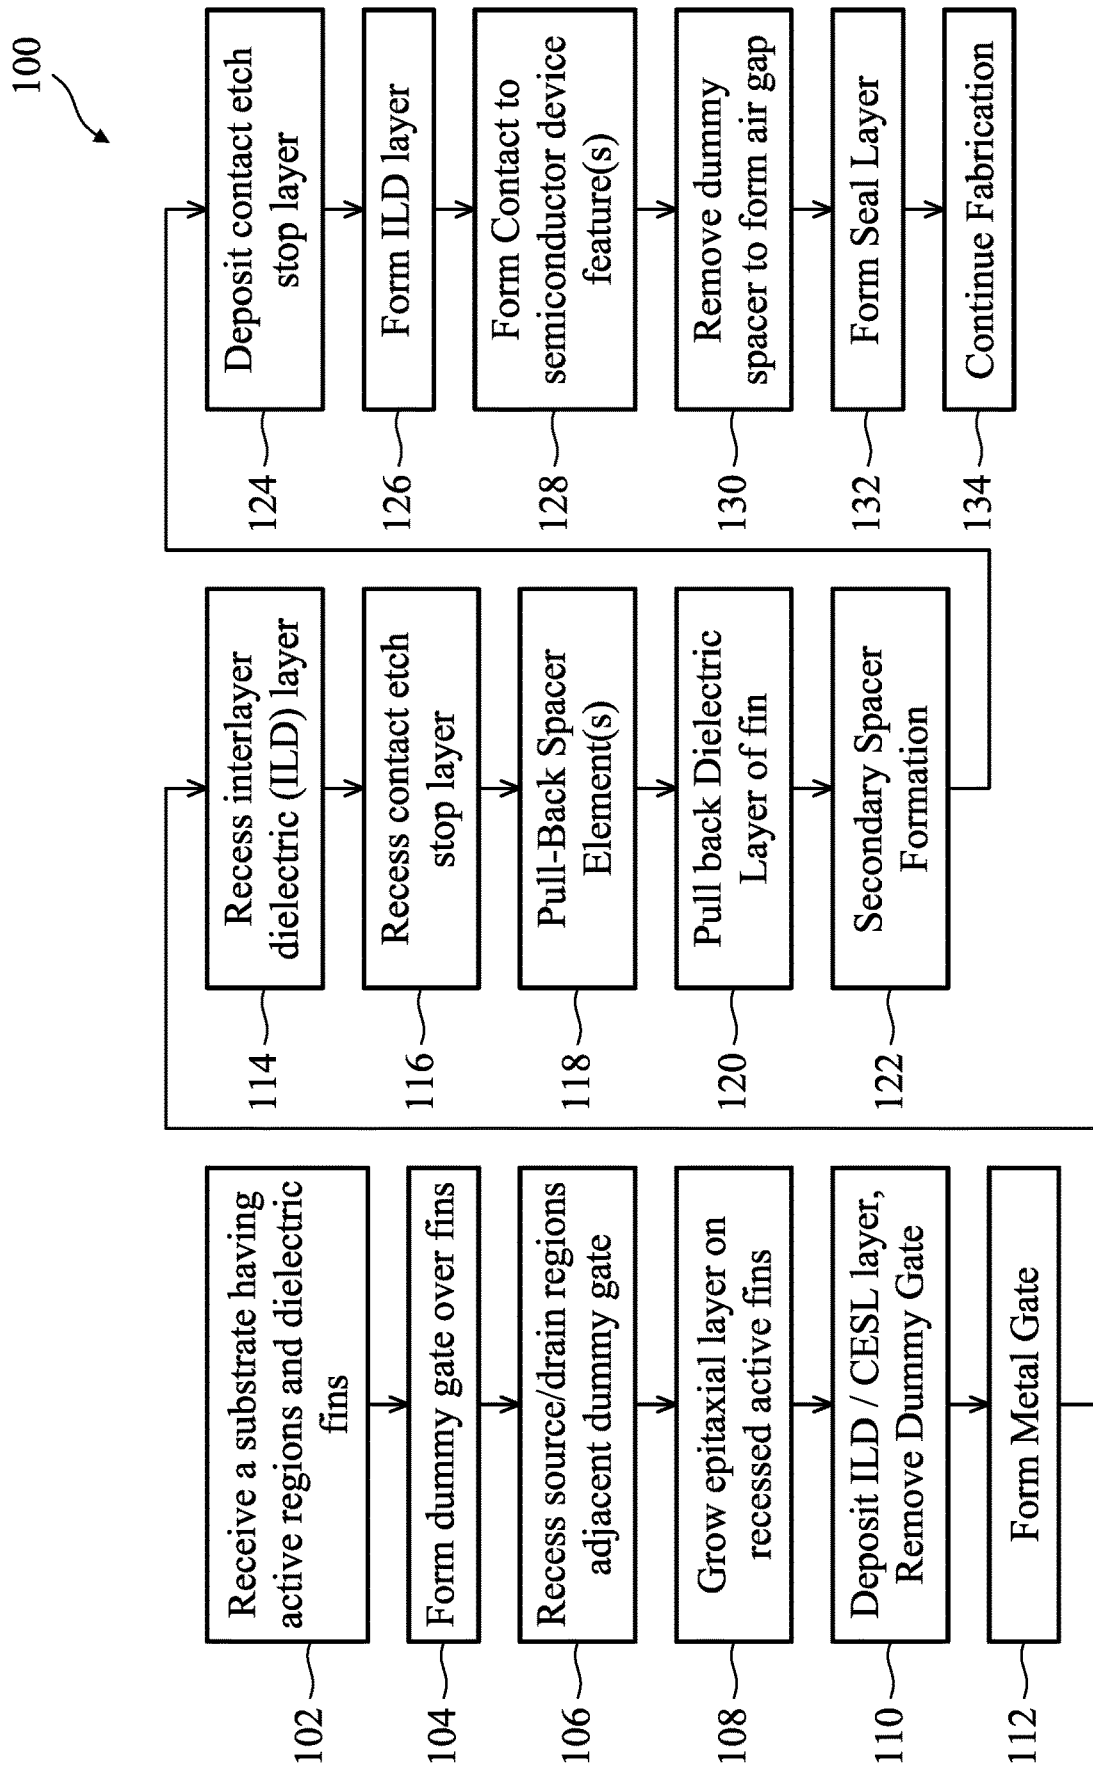 100
102
Receive a substrate having
active regions and dielectric
fins
104
Form dummy gate over fins
106
Recess source/drain regions
adjacent dummy gate
108
Grow epitaxial layer on
recessed active fins
110
Deposit ILD / CESL layer,
Remove Dummy Gate
112
Form Metal Gate
114
Recess interlayer
dielectric (ILD) layer
116
Recess contact etch
stop layer
118
Pull-Back Spacer
Element(s)
120
Pull back Dielectric
Layer of fin
122
Secondary Spacer
Formation
124
Deposit contact etch
stop layer
126
Form ILD layer
128
Form Contact to
semiconductor device
feature(s)
130
Remove dummy
spacer to form air gap
132
Form Seal Layer
134
Continue Fabrication